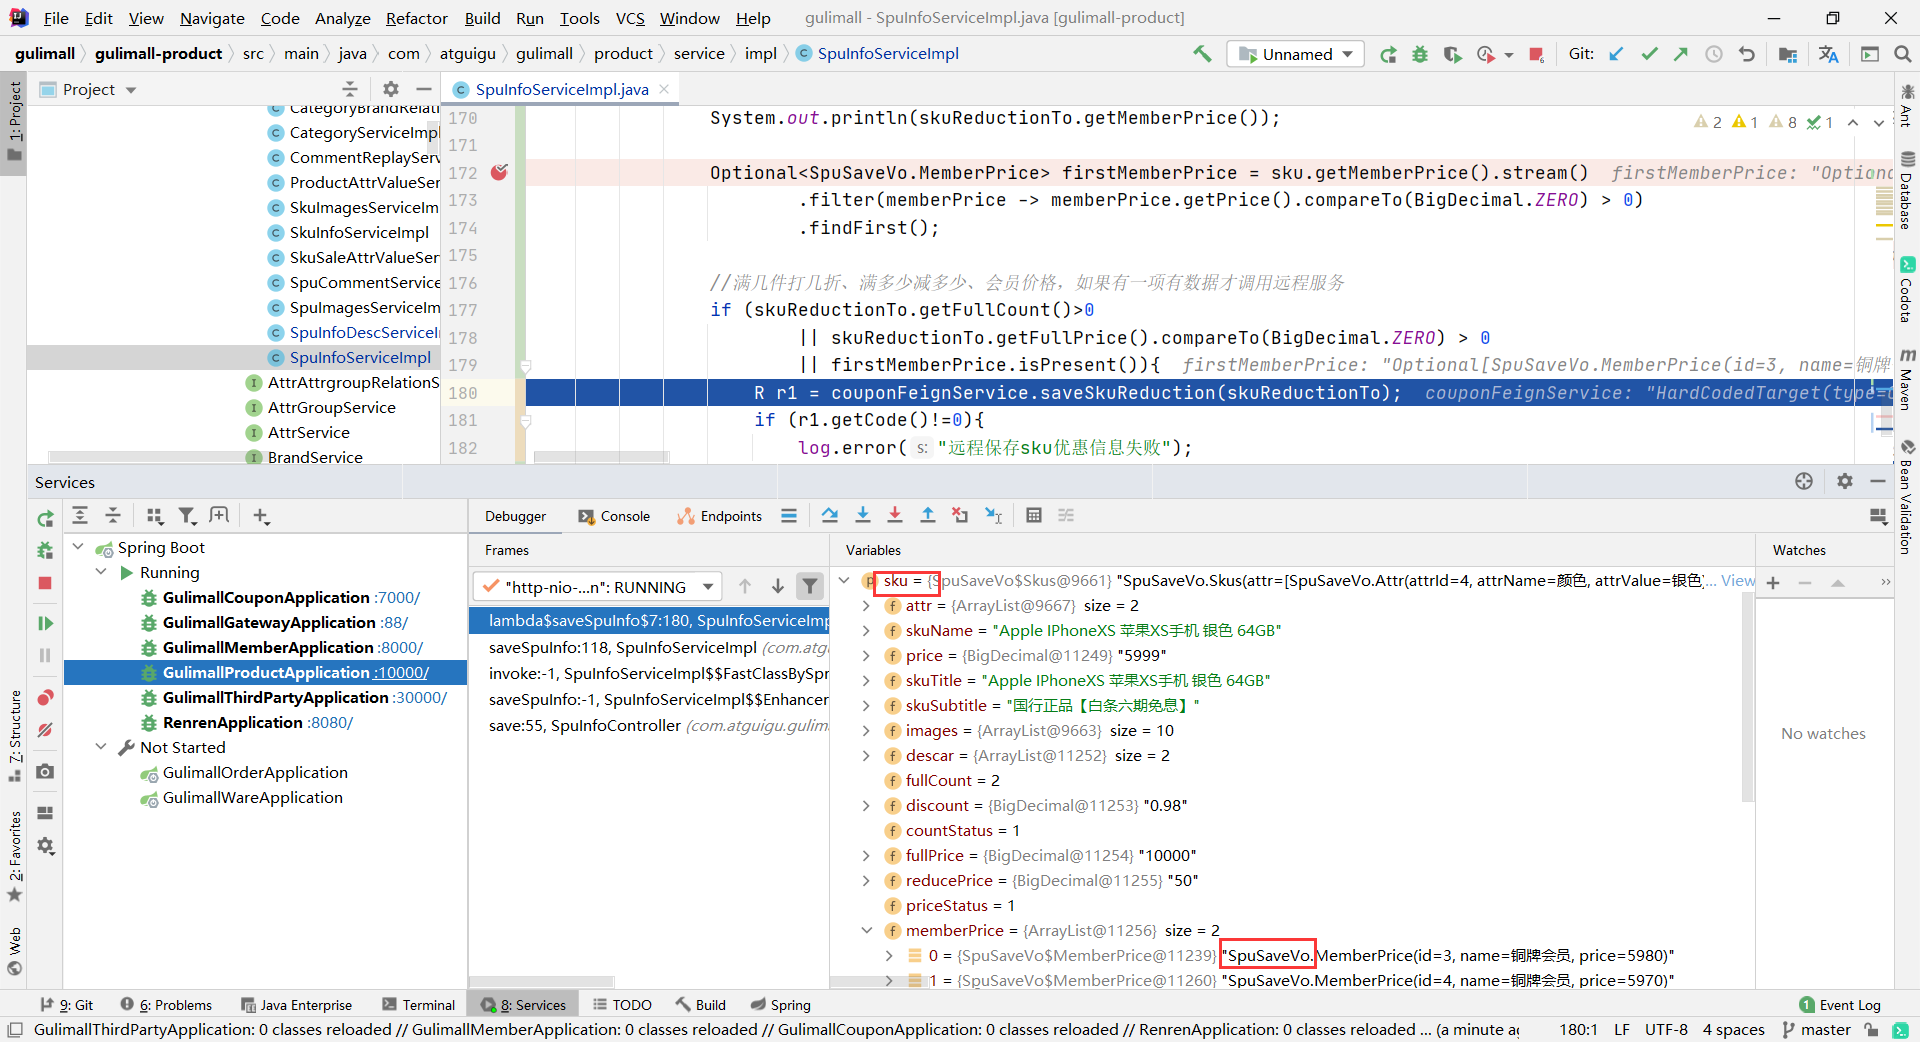 File Edit View Navigate Code Analyze Refactor Build Run Tools VCS Window Help gulimall - SpuInfoServiceImpl.java [gulimall-product]
gulimall gulimall-product src main java com atguigu gulimall product service impl SpuInfoServiceImpl Unnamed Git:
1: Project
Project
SpuInfoServiceImpl.java
CategoryBrandRelati
CategoryServiceImpl
CommentReplayServ
ProductAttrValueSer
SkuImagesServiceIm
SkuInfoServiceImpl
SkuSaleAttrValueSer
SpuCommentService
SpuImagesServiceIm
SpuInfoDescServiceI
SpuInfoServiceImpl
AttrAttrgroupRelationS
AttrGroupService
AttrService
BrandService
170 System.out.println(skuReductionTo.getMemberPrice());
2 1 8 1
171
172 Optional<SpuSaveVo.MemberPrice> firstMemberPrice = sku.getMemberPrice().stream() firstMemberPrice: "Optiona
173 .filter(memberPrice -> memberPrice.getPrice().compareTo(BigDecimal.ZERO) > 0)
174 .findFirst();
175
176 //满几件打几折、满多少减多少、会员价格，如果有一项有数据才调用远程服务
177 if (skuReductionTo.getFullCount()>0
178 || skuReductionTo.getFullPrice().compareTo(BigDecimal.ZERO) > 0
179 || firstMemberPrice.isPresent()){ firstMemberPrice: "Optional[SpuSaveVo.MemberPrice(id=3, name=铜牌
180 R r1 = couponFeignService.saveSkuReduction(skuReductionTo); couponFeignService: "HardCodedTarget(type=
181 if (r1.getCode()!=0){
182 log.error( s: "远程保存sku优惠信息失败");
Ant
Database
Codota
Maven
Bean Validation
Services
Spring Boot
Running
GulimallCouponApplication :7000/
GulimallGatewayApplication :88/
GulimallMemberApplication :8000/
GulimallProductApplication :10000/
GulimallThirdPartyApplication :30000/
RenrenApplication :8080/
Not Started
GulimallOrderApplication
GulimallWareApplication
7: Structure
2: Favorites
Web
Debugger Console Endpoints
Frames
"http-nio-...n": RUNNING
lambda$saveSpuInfo$7:180, SpuInfoServiceImp
saveSpuInfo:118, SpuInfoServiceImpl (com.atgu
invoke:-1, SpuInfoServiceImpl$$FastClassBySpr
saveSpuInfo:-1, SpuInfoServiceImpl$$Enhancer
save:55, SpuInfoController (com.atguigu.gulim
Variables
sku = {SpuSaveVo$Skus@9661} "SpuSaveVo.Skus(attr=[SpuSaveVo.Attr(attrId=4, attrName=颜色, attrValue=银色)... View
attr = {ArrayList@9667} size = 2
skuName = "Apple IPhoneXS 苹果XS手机 银色 64GB"
price = {BigDecimal@11249} "5999"
skuTitle = "Apple IPhoneXS 苹果XS手机 银色 64GB"
skuSubtitle = "国行正品【白条六期免息】"
images = {ArrayList@9663} size = 10
descar = {ArrayList@11252} size = 2
fullCount = 2
discount = {BigDecimal@11253} "0.98"
countStatus = 1
fullPrice = {BigDecimal@11254} "10000"
reducePrice = {BigDecimal@11255} "50"
priceStatus = 1
memberPrice = {ArrayList@11256} size = 2
0 = {SpuSaveVo$MemberPrice@11239} "SpuSaveVo.MemberPrice(id=3, name=铜牌会员, price=5980)"
1 = {SpuSaveVo$MemberPrice@11260} "SpuSaveVo.MemberPrice(id=4, name=铜牌会员, price=5970)"
Watches
No watches
9: Git 6: Problems Java Enterprise Terminal 8: Services TODO Build Spring 1 Event Log
GulimallThirdPartyApplication: 0 classes reloaded // GulimallMemberApplication: 0 classes reloaded // GulimallCouponApplication: 0 classes reloaded // RenrenApplication: 0 classes reloaded ... (a minute ag 180:1 LF UTF-8 4 spaces master